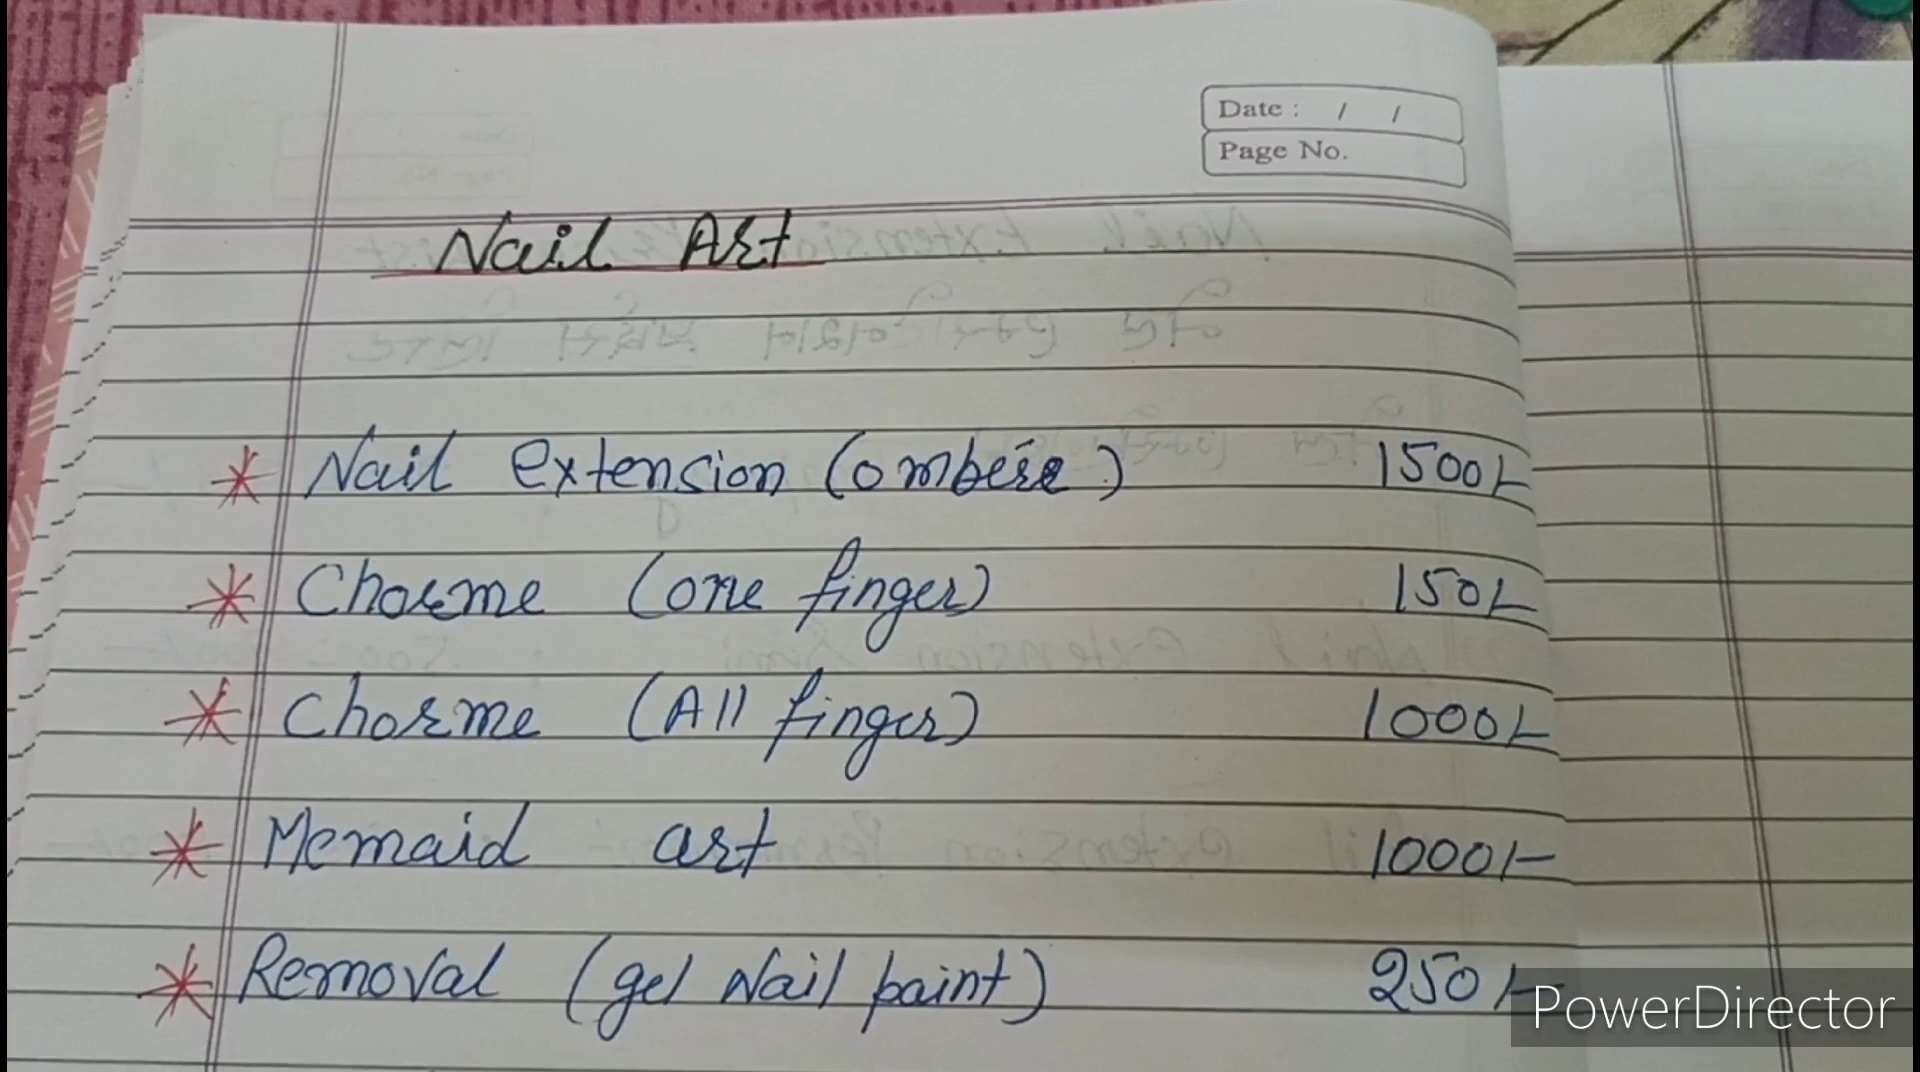 Date : / /
Page No.
Nail Art
* Nail extension (ombére) 1500/-
* Chorme (one finger) 150/-
* Chorme (All finger) 1000/-
* Memaid art 1000/-
* Removal (gel Nail paint) 250/-
PowerDirector